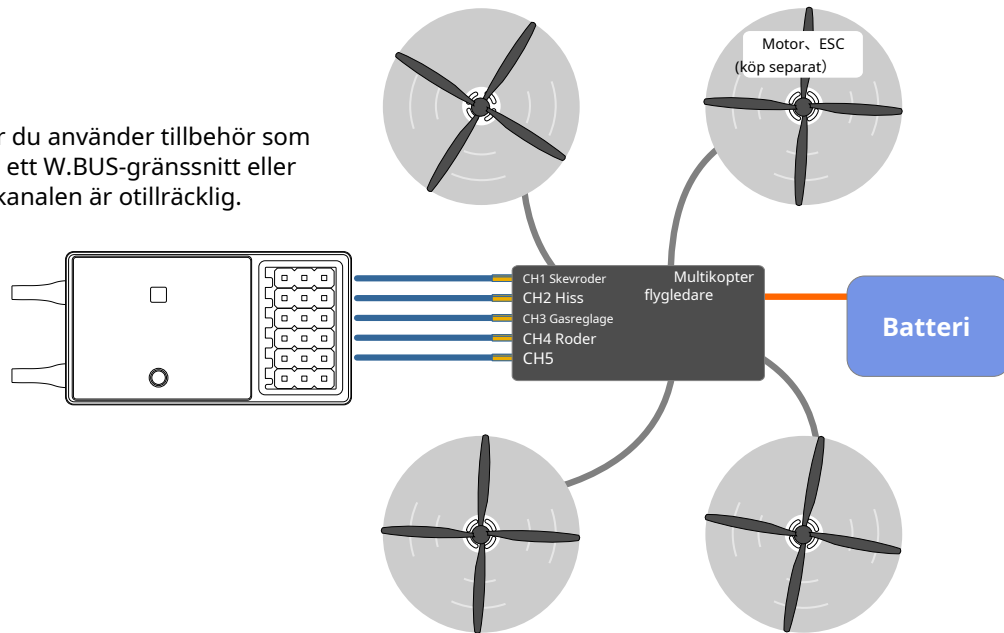 Motor、ESC
(köp separat）
r du använder tillbehör som
ett W.BUS-gränssnitt eller
kanalen är otillräcklig.
CH1 Skevroder
CH2 Hiss
CH3 Gasreglage
CH4 Roder
CH5
Multikopter
flygledare
Batteri